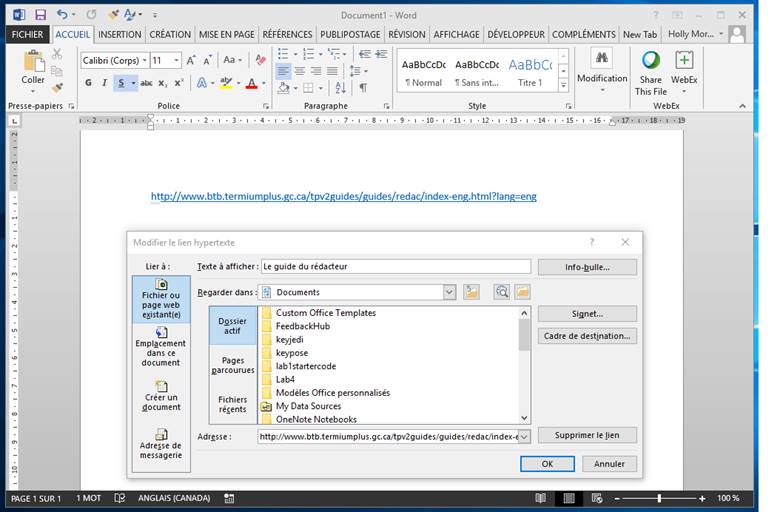 Document1 - Word
FICHIER ACCUEIL INSERTION CRÉATION MISE EN PAGE RÉFÉRENCES PUBLIPOSTAGE RÉVISION AFFICHAGE DÉVELOPPEUR COMPLÉMENTS New Tab Holly Mor...
Coller
Calibri (Corps) 11
G I S abc x₂ x²
AaBbCcDc AaBbCcDc AaBbCcDc
¶ Normal ¶ Sans int... Titre 1
Modification
Share
This File
WebEx
Presse-papiers Police Paragraphe Style WebEx
http://www.btb.termiumplus.gc.ca/tpv2guides/guides/redac/index-eng.html?lang=eng
Modifier le lien hypertexte
Lier à :
Texte à afficher : Le guide du rédacteur
Info-bulle...
Fichier ou
page web
existant(e)
Regarder dans : Documents
Emplacement
dans ce
document
Créer un
document
Adresse de
messagerie
Dossier
actif
Pages
parcourues
Fichiers
récents
Custom Office Templates
FeedbackHub
keyjedi
keypose
lab1startercode
Lab4
Modèles Office personnalisés
My Data Sources
OneNote Notebooks
Signet...
Cadre de destination...
Adresse : http://www.btb.termiumplus.gc.ca/tpv2guides/guides/redac/index-e
Supprimer le lien
OK Annuler
PAGE 1 SUR 1 1 MOT ANGLAIS (CANADA) 100 %